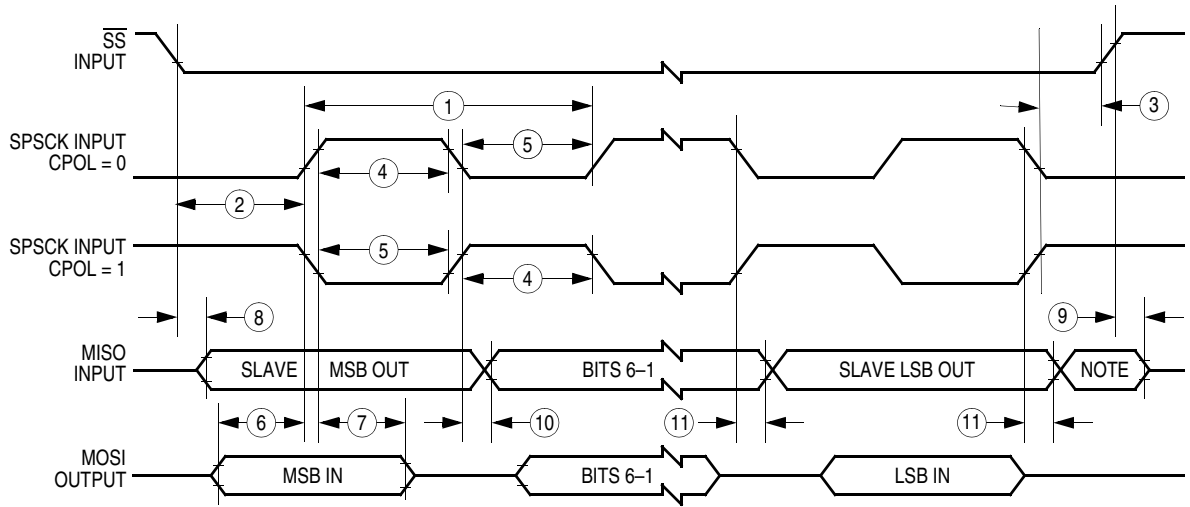 SS
INPUT
1
3
SPSCK INPUT
CPOL = 0
5
4
2
SPSCK INPUT
CPOL = 1
5
4
8
9
MISO
INPUT
SLAVE MSB OUT
BITS 6–1
SLAVE LSB OUT
NOTE
6
7
10
11
11
MOSI
OUTPUT
MSB IN
BITS 6–1
LSB IN